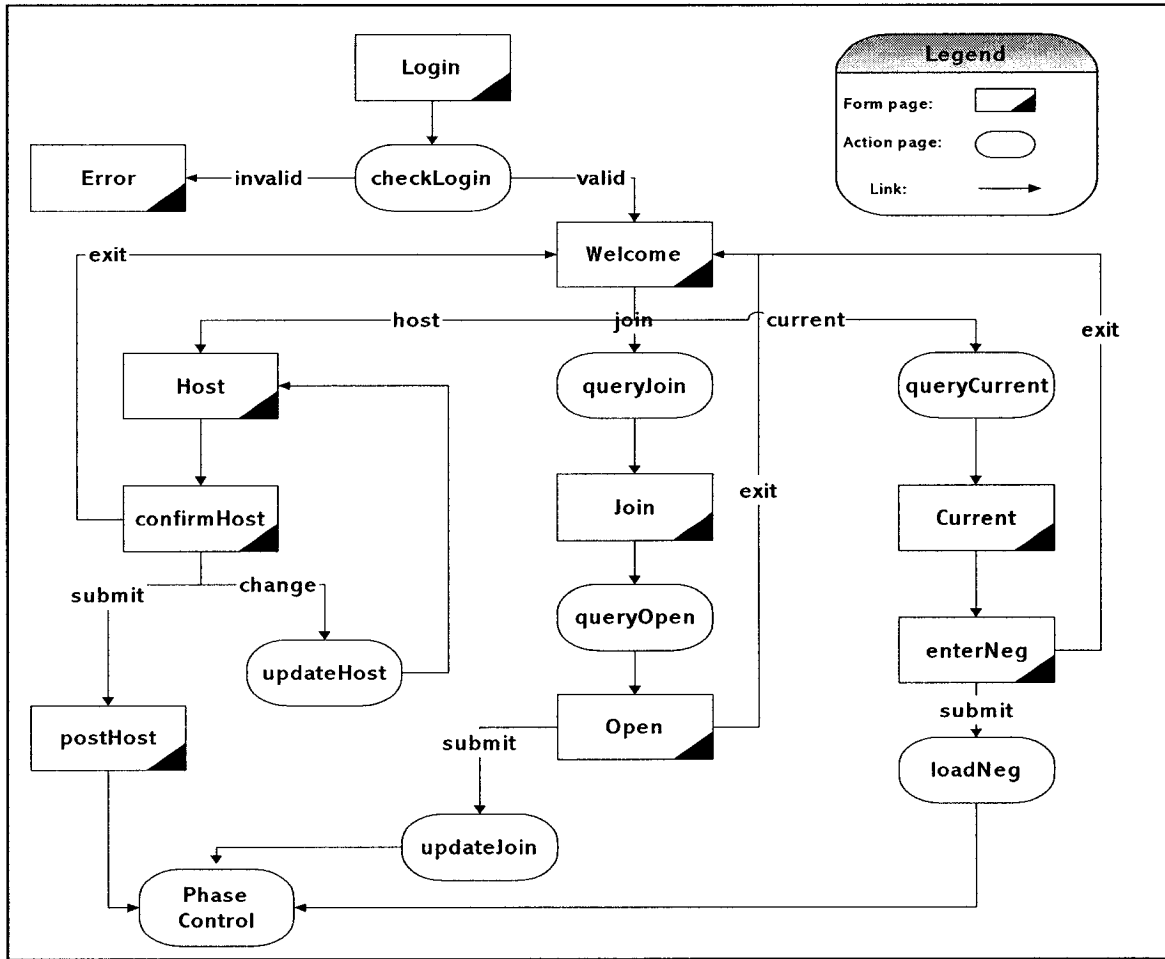 Login
Legend
Form page:
Action page:
Link:
Error
invalid
checkLogin
valid
Welcome
exit
host
join
current
exit
Host
queryJoin
queryCurrent
confirmHost
Join
exit
Current
submit
change
queryOpen
updateHost
enterNeg
postHost
submit
Open
submit
loadNeg
updateJoin
Phase
Control